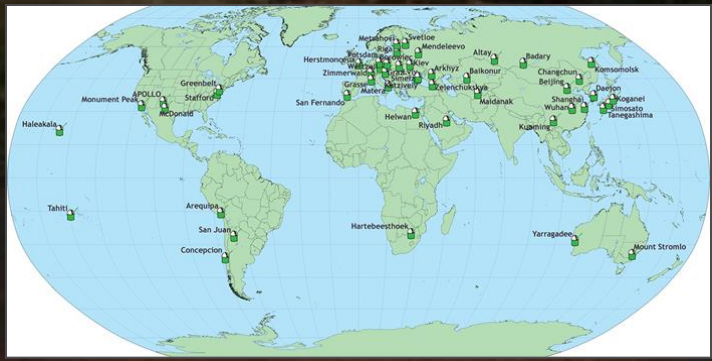 Metsahovi
Svetloe
Riga
Mendeleevo
Potsdam
Borowiec
Herstmonceux
Kiev
Altay
Badary
Zimmerwald
Arkhyz
Changchun
Komsomolsk
Greenbelt
Grasse
Simeiz
Baikonur
Beijing
APOLLO
Stafford
Matera
Katzively
Zelenchukskya
Daejon
Monument Peak
San Fernando
Maidanak
Shanghai
Koganei
McDonald
Wuhan
Simosato
Helwan
Tanegashima
Haleakala
Riyadh
Kunming
Tahiti
Arequipa
San Juan
Hartebeesthoek
Yarragadee
Concepcion
Mount Stromlo